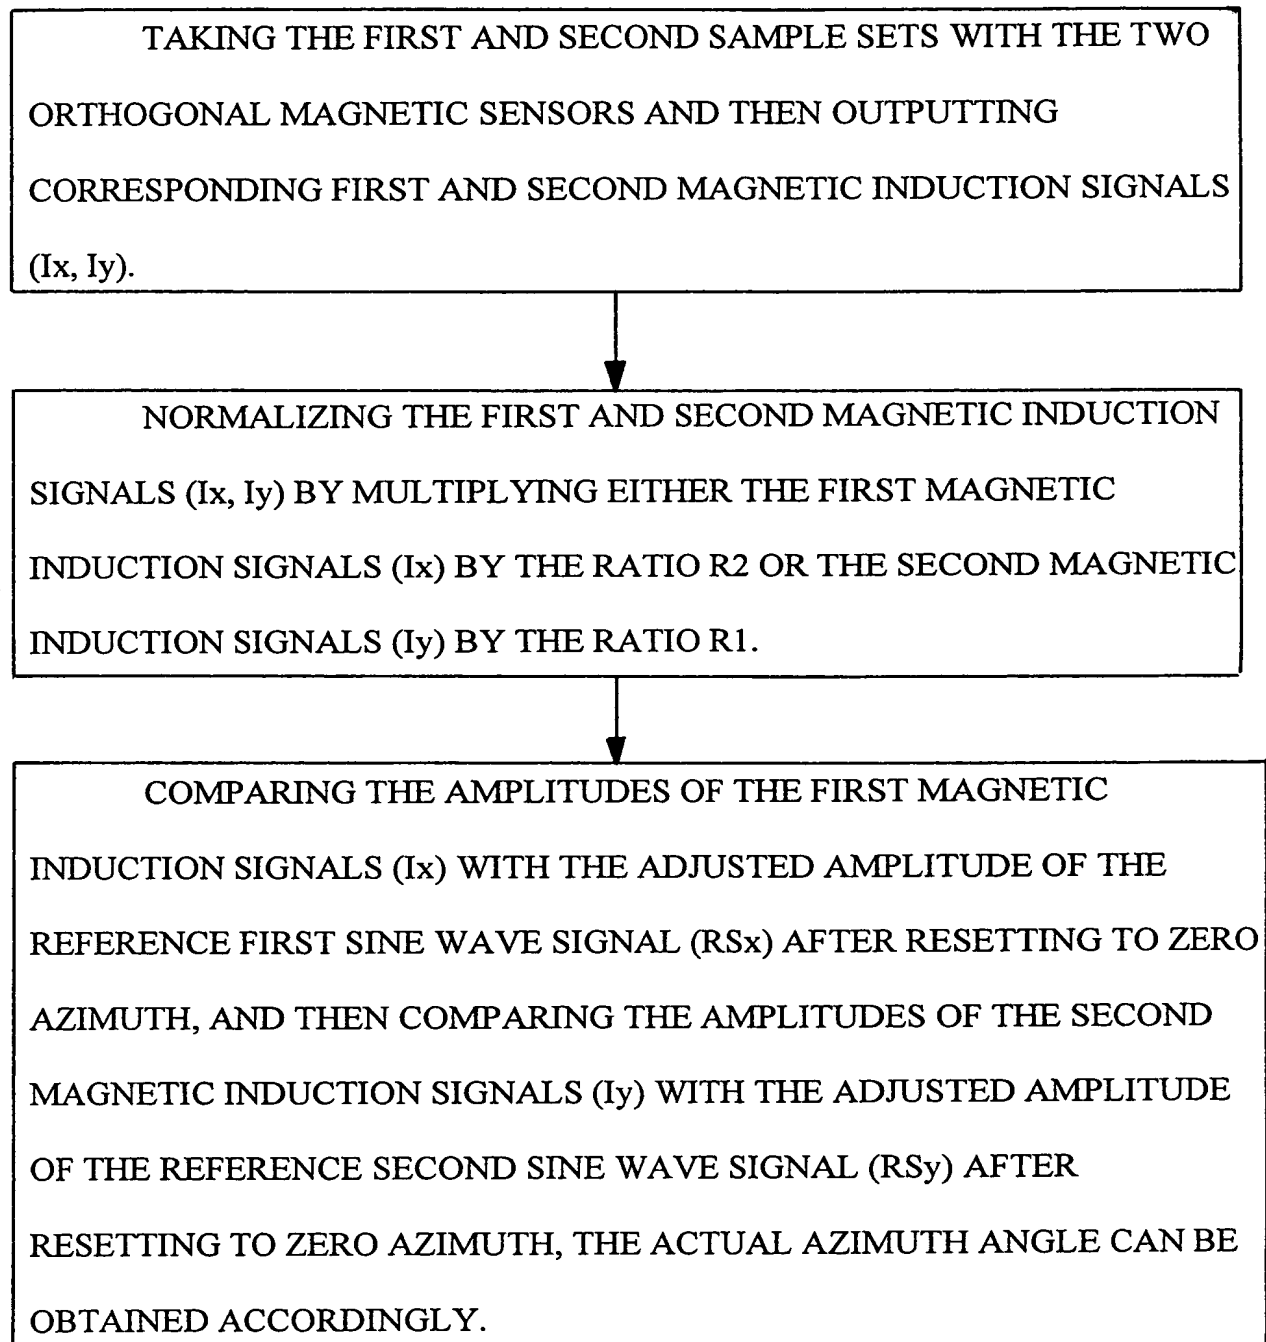 TAKING THE FIRST AND SECOND SAMPLE SETS WITH THE TWO
ORTHOGONAL MAGNETIC SENSORS AND THEN OUTPUTTING
CORRESPONDING FIRST AND SECOND MAGNETIC INDUCTION SIGNALS
(Ix, Iy).
NORMALIZING THE FIRST AND SECOND MAGNETIC INDUCTION
SIGNALS (Ix, Iy) BY MULTIPLYING EITHER THE FIRST MAGNETIC
INDUCTION SIGNALS (Ix) BY THE RATIO R2 OR THE SECOND MAGNETIC
INDUCTION SIGNALS (Iy) BY THE RATIO R1.
COMPARING THE AMPLITUDES OF THE FIRST MAGNETIC
INDUCTION SIGNALS (Ix) WITH THE ADJUSTED AMPLITUDE OF THE
REFERENCE FIRST SINE WAVE SIGNAL (RSx) AFTER RESETTING TO ZERO
AZIMUTH, AND THEN COMPARING THE AMPLITUDES OF THE SECOND
MAGNETIC INDUCTION SIGNALS (Iy) WITH THE ADJUSTED AMPLITUDE
OF THE REFERENCE SECOND SINE WAVE SIGNAL (RSy) AFTER
RESETTING TO ZERO AZIMUTH, THE ACTUAL AZIMUTH ANGLE CAN BE
OBTAINED ACCORDINGLY.